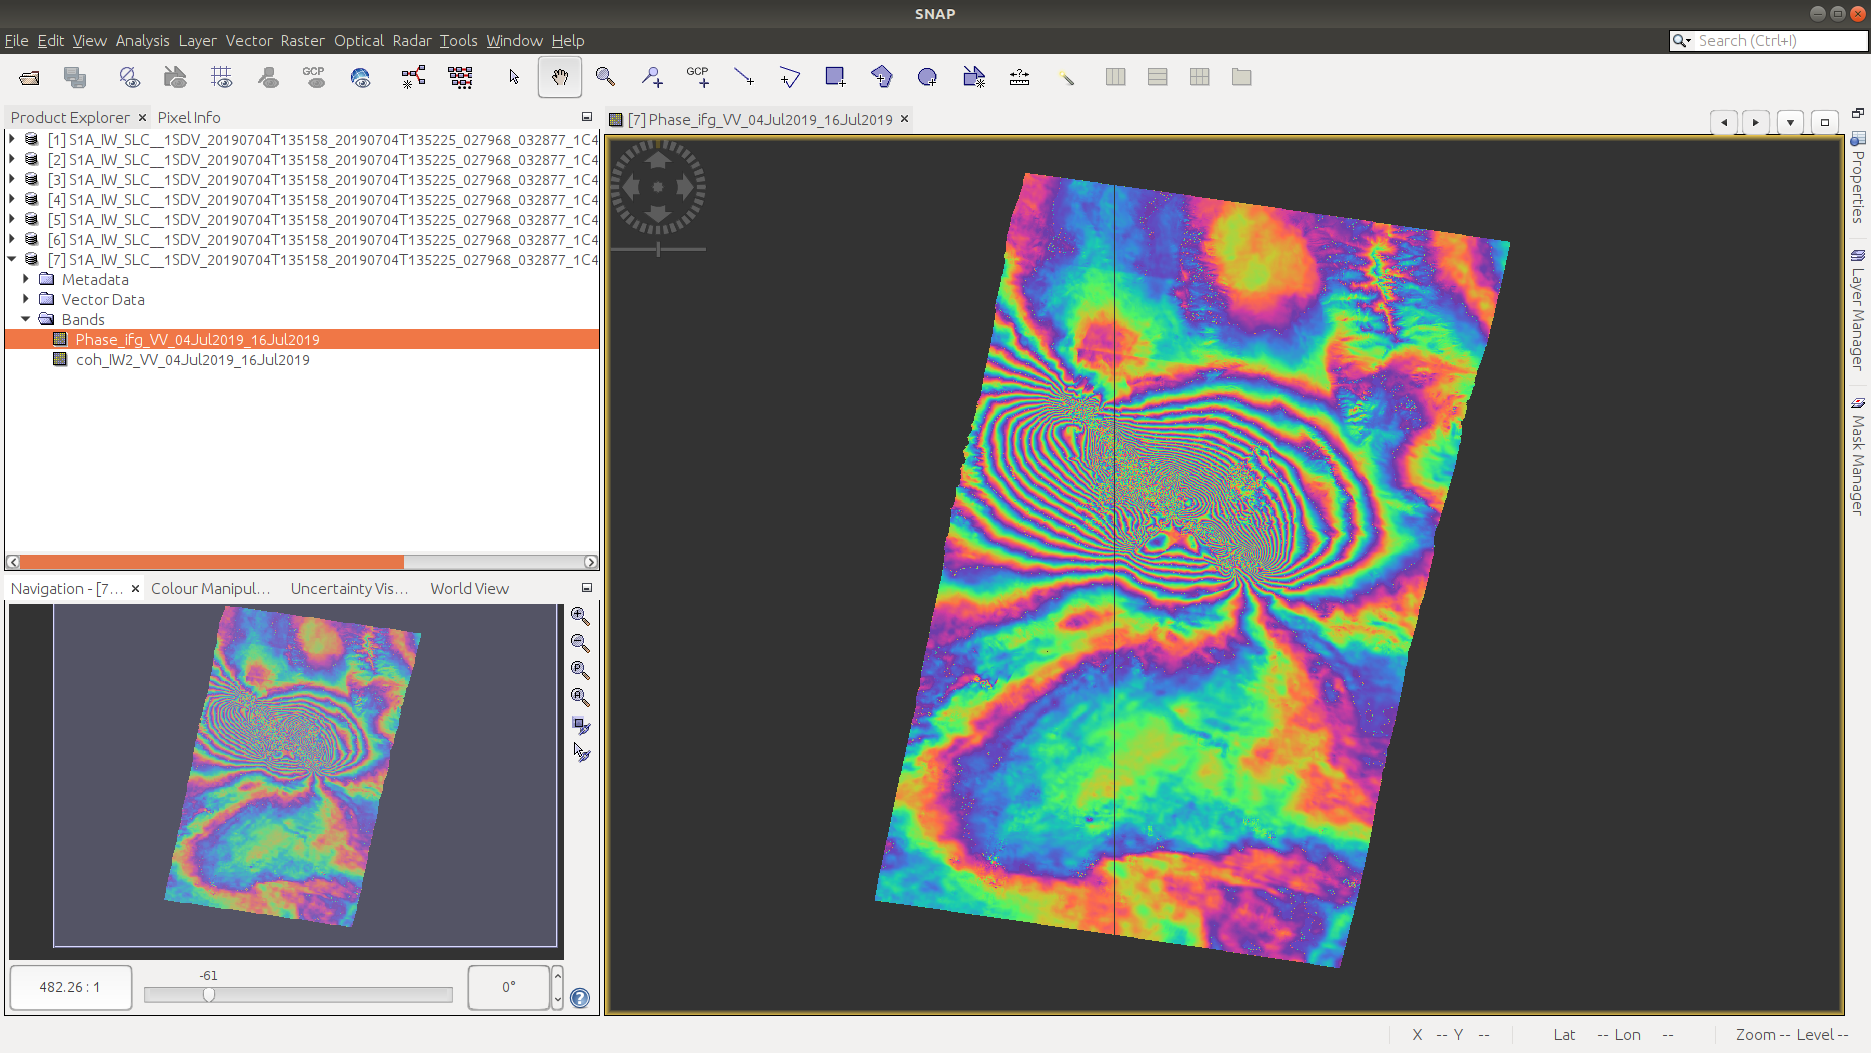 SNAP
File Edit View Analysis Layer Vector Raster Optical Radar Tools Window Help
Search (Ctrl+I)
GCP GCP
Product Explorer Pixel Info
[1] S1A_IW_SLC__1SDV_20190704T135158_20190704T135225_027968_032877_1C4
[2] S1A_IW_SLC__1SDV_20190704T135158_20190704T135225_027968_032877_1C4
[3] S1A_IW_SLC__1SDV_20190704T135158_20190704T135225_027968_032877_1C4
[4] S1A_IW_SLC__1SDV_20190704T135158_20190704T135225_027968_032877_1C4
[5] S1A_IW_SLC__1SDV_20190704T135158_20190704T135225_027968_032877_1C4
[6] S1A_IW_SLC__1SDV_20190704T135158_20190704T135225_027968_032877_1C4
[7] S1A_IW_SLC__1SDV_20190704T135158_20190704T135225_027968_032877_1C4
Metadata
Vector Data
Bands
Phase_ifg_VV_04Jul2019_16Jul2019
coh_IW2_VV_04Jul2019_16Jul2019
[7] Phase_ifg_VV_04Jul2019_16Jul2019
Properties
Layer Manager
Mask Manager
Navigation - [7... Colour Manipul... Uncertainty Vis... World View
482.26 : 1
-61
0°
X -- Y -- Lat -- Lon -- Zoom -- Level --